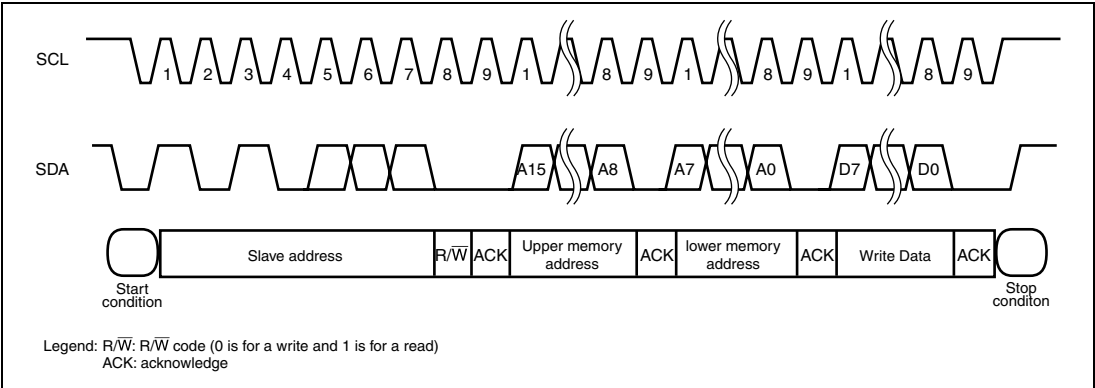 SCL
1 2 3 4 5 6 7 8 9 1 8 9 1 8 9 1 8 9
SDA
A15 A8 A7 A0 D7 D0
Slave address R/W̅ ACK Upper memory address ACK lower memory address ACK Write Data ACK
Start condition
Stop conditon
Legend: R/W̅: R/W̅ code (0 is for a write and 1 is for a read)
ACK: acknowledge